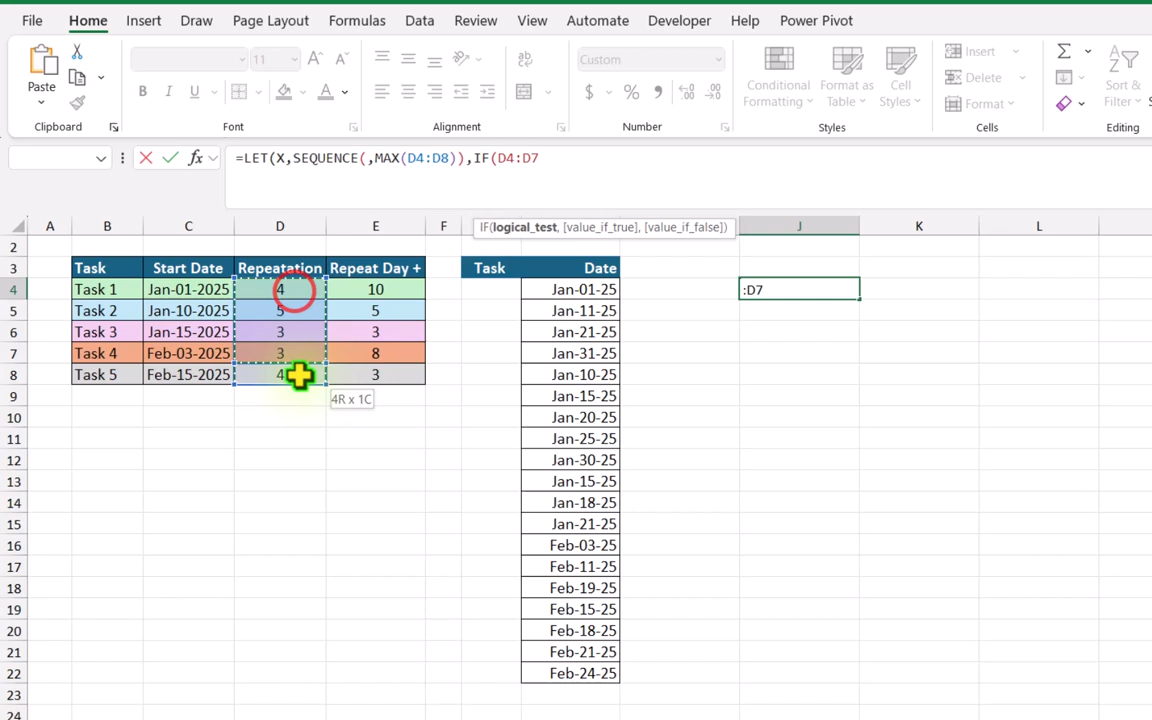 File Home Insert Draw Page Layout Formulas Data Review View Automate Developer Help Power Pivot
Paste
11
B I U
Custom
$ %
Conditional Formatting
Format as Table
Cell Styles
Insert
Delete
Format
Sort & Filter
Clipboard Font Alignment Number Styles Cells Editing
fx =LET(X,SEQUENCE(,MAX(D4:D8)),IF(D4:D7
IF(logical_test, [value_if_true], [value_if_false])
A B C D E F J K L
2
3 Task Start Date Repeatation Repeat Day + Task Date
4 Task 1 Jan-01-2025 4 10 Jan-01-25 :D7
5 Task 2 Jan-10-2025 5 5 Jan-11-25
6 Task 3 Jan-15-2025 3 3 Jan-21-25
7 Task 4 Feb-03-2025 3 8 Jan-31-25
8 Task 5 Feb-15-2025 4 3 Jan-10-25
9 4R x 1C Jan-15-25
10 Jan-20-25
11 Jan-25-25
12 Jan-30-25
13 Jan-15-25
14 Jan-18-25
15 Jan-21-25
16 Feb-03-25
17 Feb-11-25
18 Feb-19-25
19 Feb-15-25
20 Feb-18-25
21 Feb-21-25
22 Feb-24-25
23
24